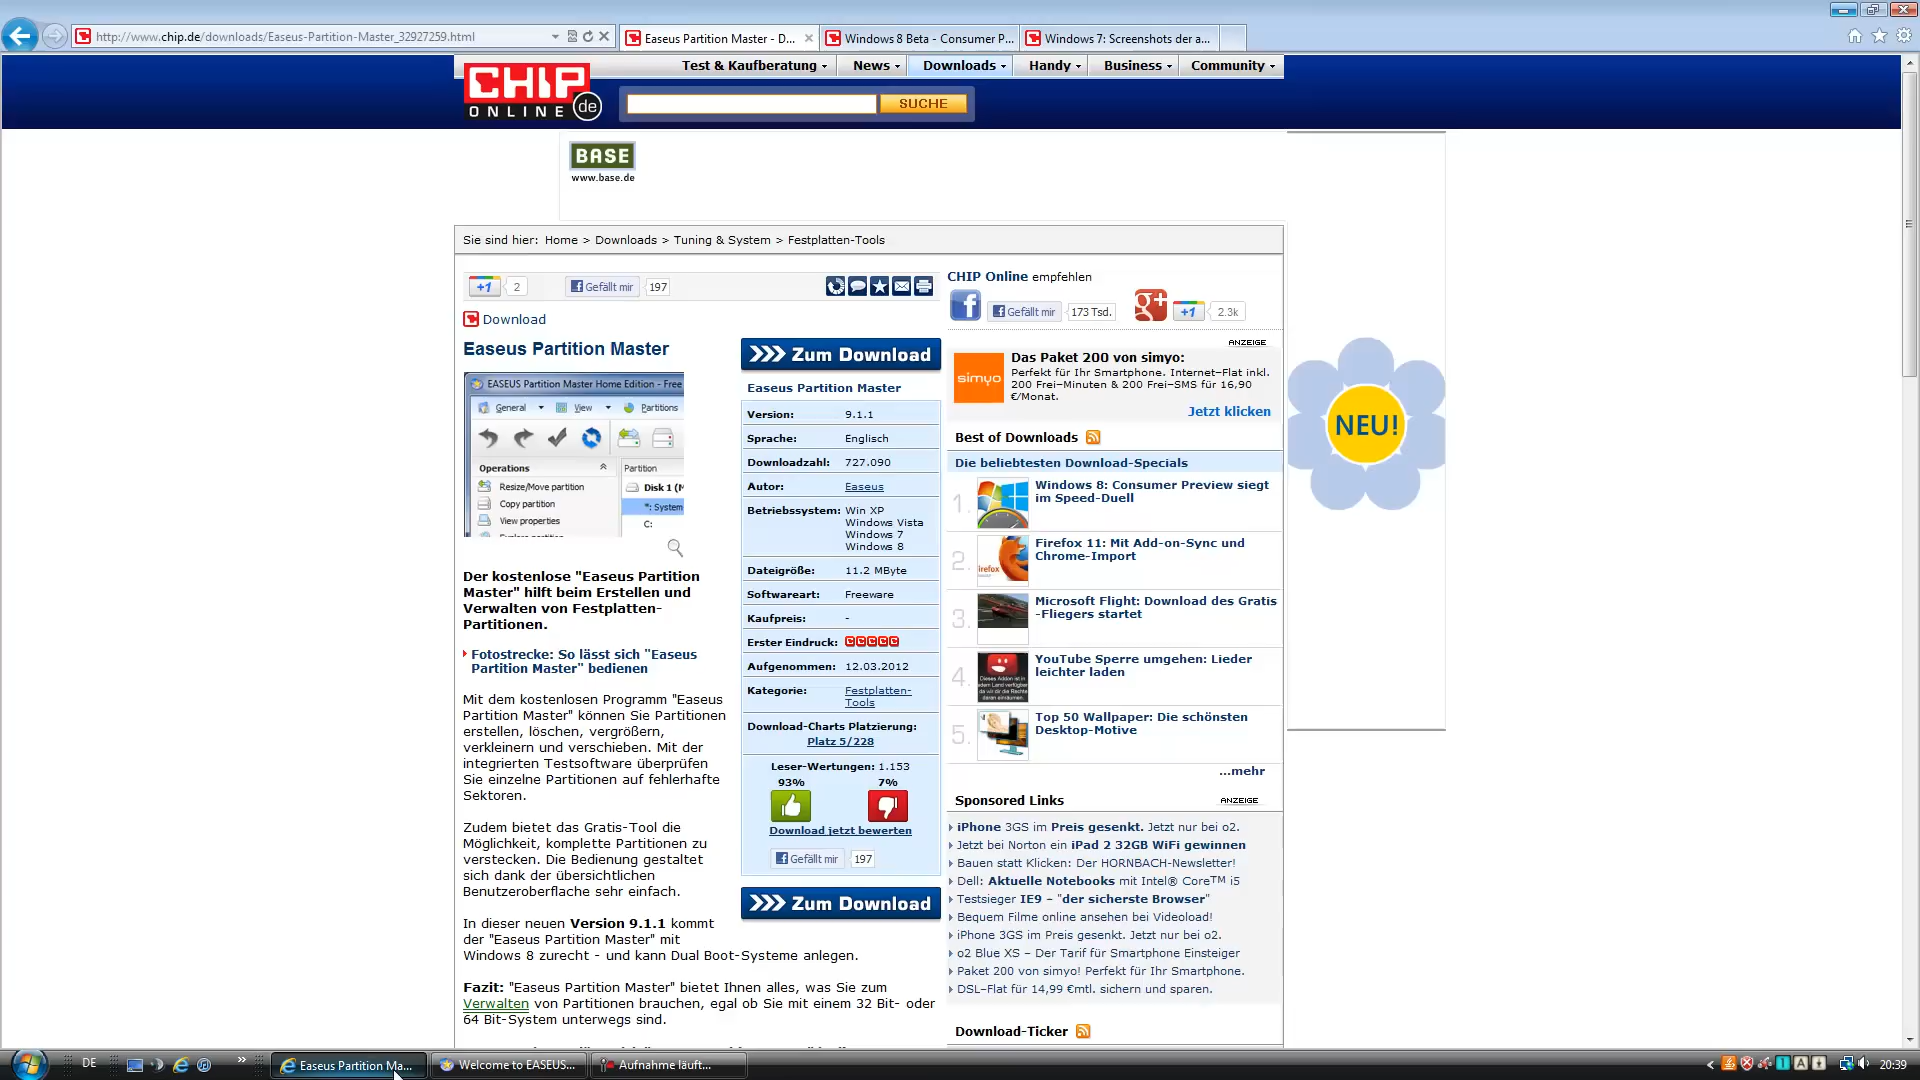 http://www.chip.de/downloads/Easeus-Partition-Master_32927259.html
Easeus Partition Master - D...
Windows 8 Beta - Consumer P...
Windows 7: Screenshots der a...
Test & Kaufberatung
News
Downloads
Handy
Business
Community
CHIP
ONLINE de
SUCHE
BASE
www.base.de
Sie sind hier: Home > Downloads > Tuning & System > Festplatten-Tools
+1 2
Gefällt mir 197
Download
Easeus Partition Master
EASEUS Partition Master Home Edition - Free
General View Partitions
Operations
Partition
Resize/Move partition
Disk 1 (M
Copy partition
*: System
View properties
C:
Der kostenlose "Easeus Partition
Master" hilft beim Erstellen und
Verwalten von Festplatten-
Partitionen.
Fotostrecke: So lässt sich "Easeus
Partition Master" bedienen
Mit dem kostenlosen Programm "Easeus
Partition Master" können Sie Partitionen
erstellen, löschen, vergrößern,
verkleinern und verschieben. Mit der
integrierten Testsoftware überprüfen
Sie einzelne Partitionen auf fehlerhafte
Sektoren.
Zudem bietet das Gratis-Tool die
Möglichkeit, komplette Partitionen zu
verstecken. Die Bedienung gestaltet
sich dank der übersichtlichen
Benutzeroberfläche sehr einfach.
In dieser neuen Version 9.1.1 kommt
der "Easeus Partition Master" mit
Windows 8 zurecht - und kann Dual Boot-Systeme anlegen.
Fazit: "Easeus Partition Master" bietet Ihnen alles, was Sie zum
Verwalten von Partitionen brauchen, egal ob Sie mit einem 32 Bit- oder
64 Bit-System unterwegs sind.
Zum Download
Easeus Partition Master
Version: 9.1.1
Sprache: Englisch
Downloadzahl: 727.090
Autor: Easeus
Betriebssystem: Win XP
Windows Vista
Windows 7
Windows 8
Dateigröße: 11.2 MByte
Softwareart: Freeware
Kaufpreis: -
Erster Eindruck:
Aufgenommen: 12.03.2012
Kategorie: Festplatten-
Tools
Download-Charts Platzierung:
Platz 5/228
Leser-Wertungen: 1.153
93% 7%
Download jetzt bewerten
Gefällt mir 197
Zum Download
CHIP Online empfehlen
Gefällt mir 173 Tsd.
g+ +1 2.3k
ANZEIGE
simyo
Das Paket 200 von simyo:
Perfekt für Ihr Smartphone. Internet-Flat inkl.
200 Frei-Minuten & 200 Frei-SMS für 16,90
€/Monat.
Jetzt klicken
Best of Downloads
Die beliebtesten Download-Specials
1. Windows 8: Consumer Preview siegt
im Speed-Duell
2. Firefox 11: Mit Add-on-Sync und
Chrome-Import
3. Microsoft Flight: Download des Gratis
-Fliegers startet
4. YouTube Sperre umgehen: Lieder
leichter laden
5. Top 50 Wallpaper: Die schönsten
Desktop-Motive
...mehr
Sponsored Links
ANZEIGE
iPhone 3GS im Preis gesenkt. Jetzt nur bei o2.
Jetzt bei Norton ein iPad 2 32GB WiFi gewinnen
Bauen statt Klicken: Der HORNBACH-Newsletter!
Dell: Aktuelle Notebooks mit Intel® Core™ i5
Testsieger IE9 – "der sicherste Browser"
Bequem Filme online ansehen bei Videoload!
iPhone 3GS im Preis gesenkt. Jetzt nur bei o2.
o2 Blue XS – Der Tarif für Smartphone Einsteiger
Paket 200 von simyo! Perfekt für Ihr Smartphone.
DSL-Flat für 14,99 €mtl. sichern und sparen.
Download-Ticker
NEU!
DE
Easeus Partition Ma...
Welcome to EASEUS...
Aufnahme läuft...
20:39